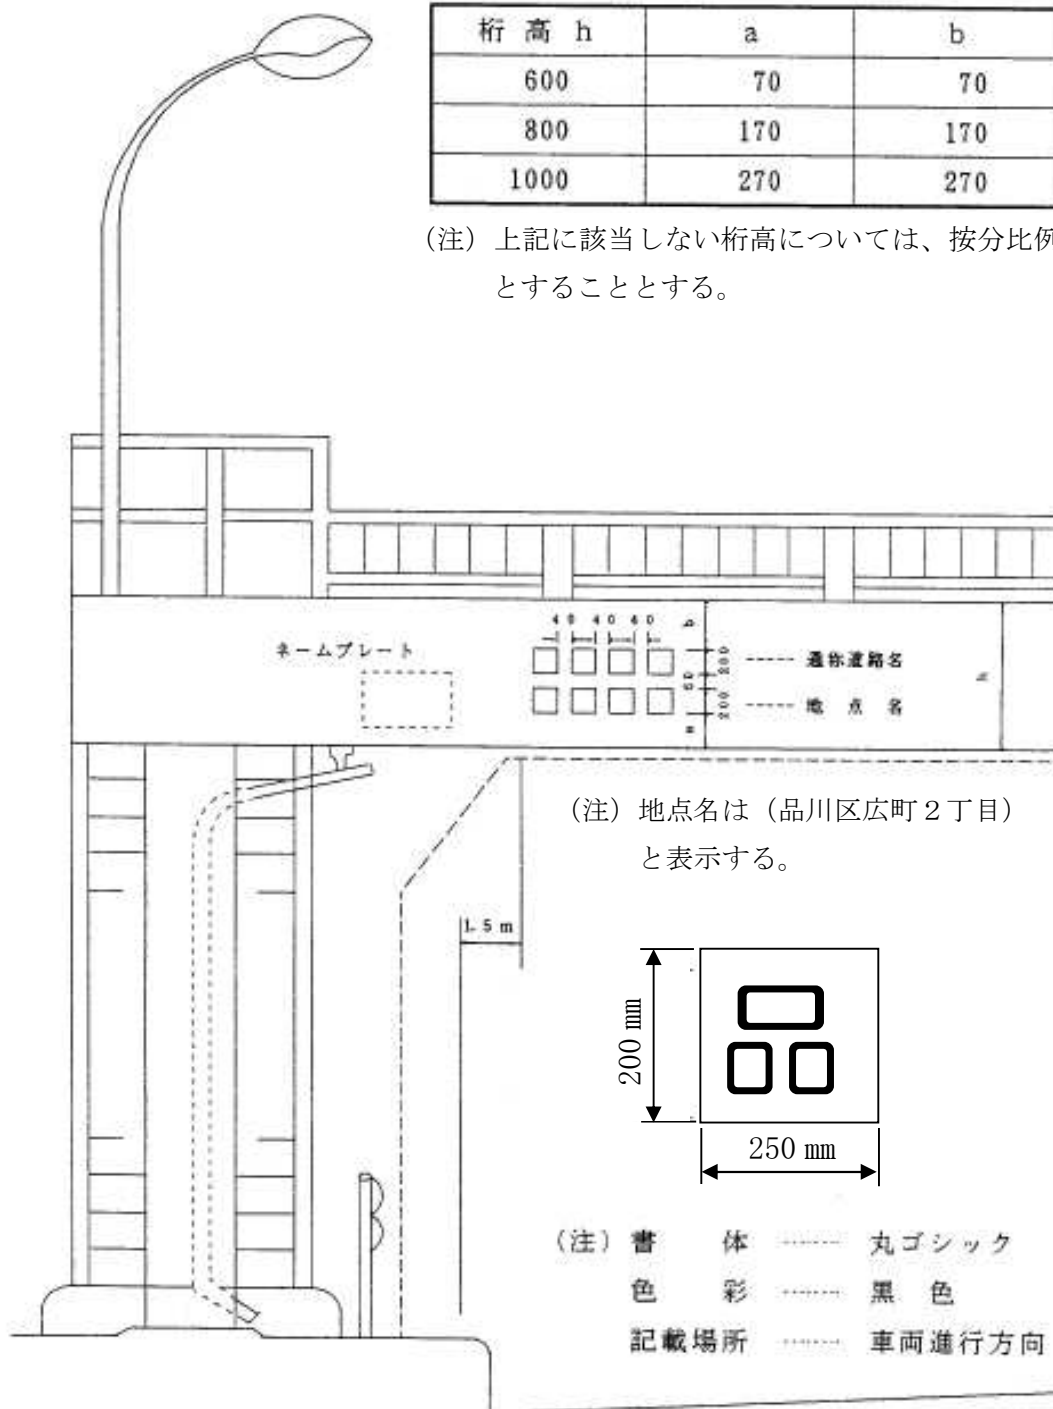 桁 高 h a b
600 70 70
800 170 170
1000 270 270
（注）上記に該当しない桁高については、按分比例
とすることとする。
40 40 40 b
ネームプレート
200 通称道路名
50
200 地 点 名
a
h
（注）地点名は（品川区広町２丁目）
と表示する。
1.5m
200 mm
品
250 mm
（注）書 体 ……… 丸ゴシック
色 彩 ……… 黒 色
記載場所 ……… 車両進行方向